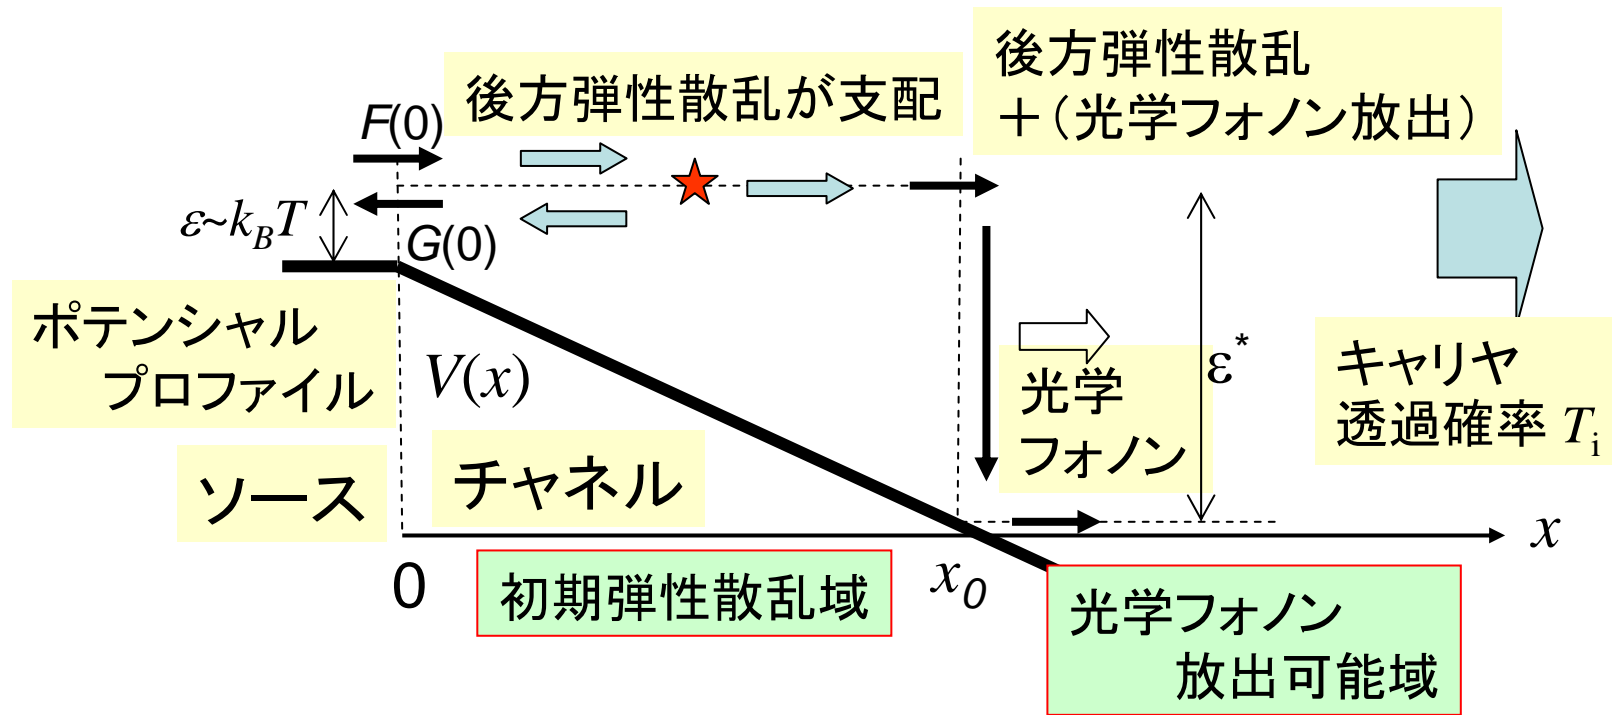 後方弾性散乱
＋（光学フォノン放出）
後方弾性散乱が支配
F(0)
ε~k_BT
G(0)
ポテンシャル
プロファイル
V(x)
ε*
光学
フォノン
キャリヤ
透過確率 T_i
ソース
チャネル
x
0
初期弾性散乱域
x_0
光学フォノン
放出可能域